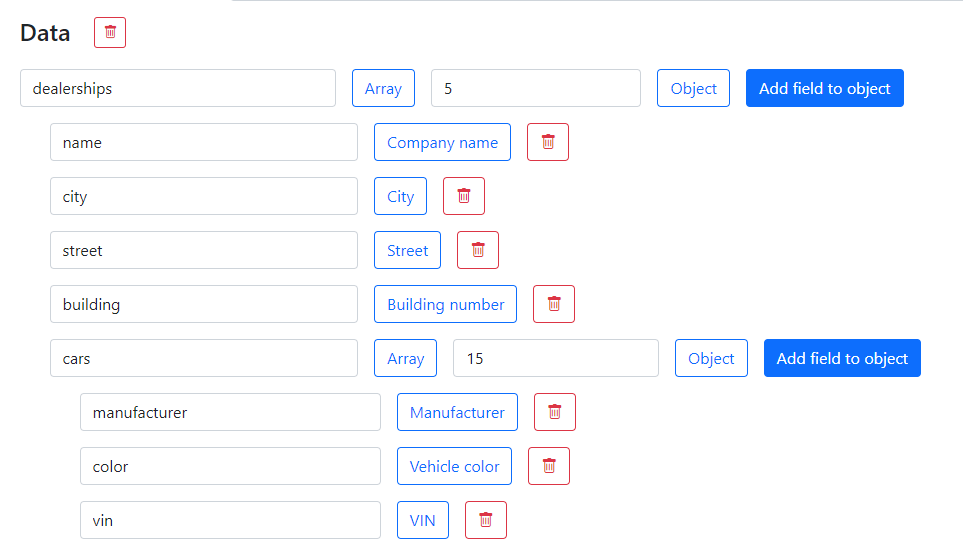 Data
dealerships Array 5 Object Add field to object
name Company name
city City
street Street
building Building number
cars Array 15 Object Add field to object
manufacturer Manufacturer
color Vehicle color
vin VIN